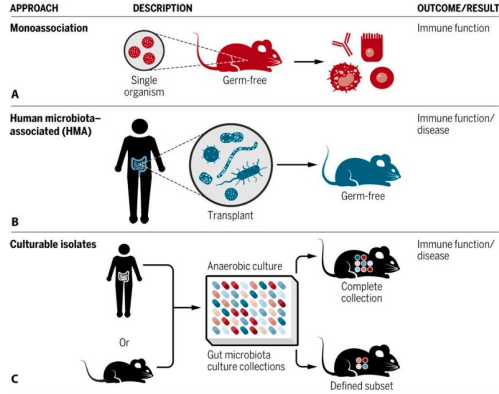 APPROACH DESCRIPTION OUTCOME/RESULT
Monoassociation
Immune function
Single
organism
Germ-free
A
Human microbiota–
associated (HMA)
Immune function/
disease
Transplant
Germ-free
B
Culturable isolates
Immune function/
disease
Anaerobic culture
Complete
collection
Or
Gut microbiota
culture collections
Defined subset
C